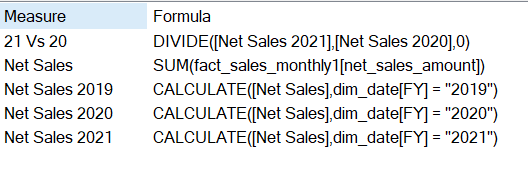 Measure Formula
21 Vs 20 DIVIDE([Net Sales 2021],[Net Sales 2020],0)
Net Sales SUM(fact_sales_monthly1[net_sales_amount])
Net Sales 2019 CALCULATE([Net Sales],dim_date[FY] = "2019")
Net Sales 2020 CALCULATE([Net Sales],dim_date[FY] = "2020")
Net Sales 2021 CALCULATE([Net Sales],dim_date[FY] = "2021")